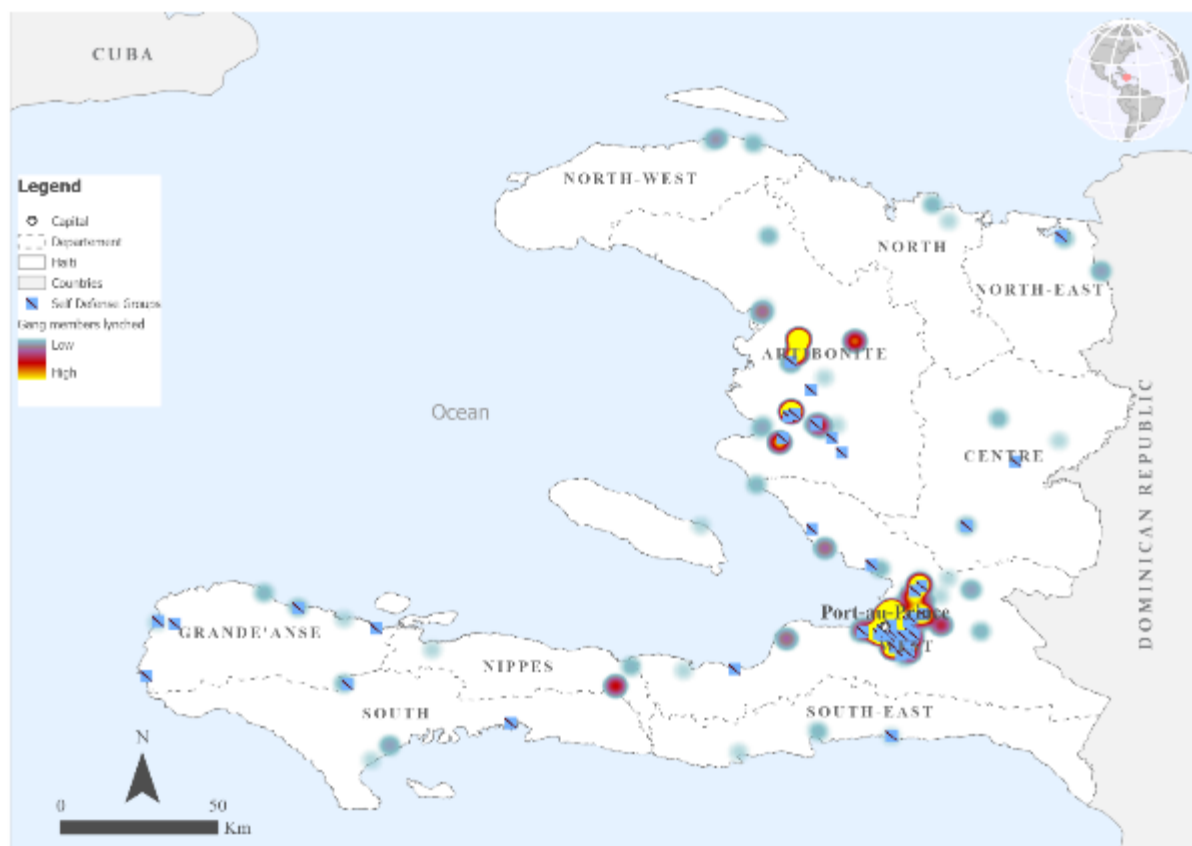 CUBA
NORTH-WEST
Legend
Capital
Departement
Haiti
Countries
Self Defense Groups
Gang members lynched
Low
High
NORTH
NORTH-EAST
ARTIBONITE
Ocean
CENTRE
DOMINICAN REPUBLIC
Port-au-Prince
GRANDE'ANSE
NIPPES
SOUTH
SOUTH-EAST
N
0 50
Km